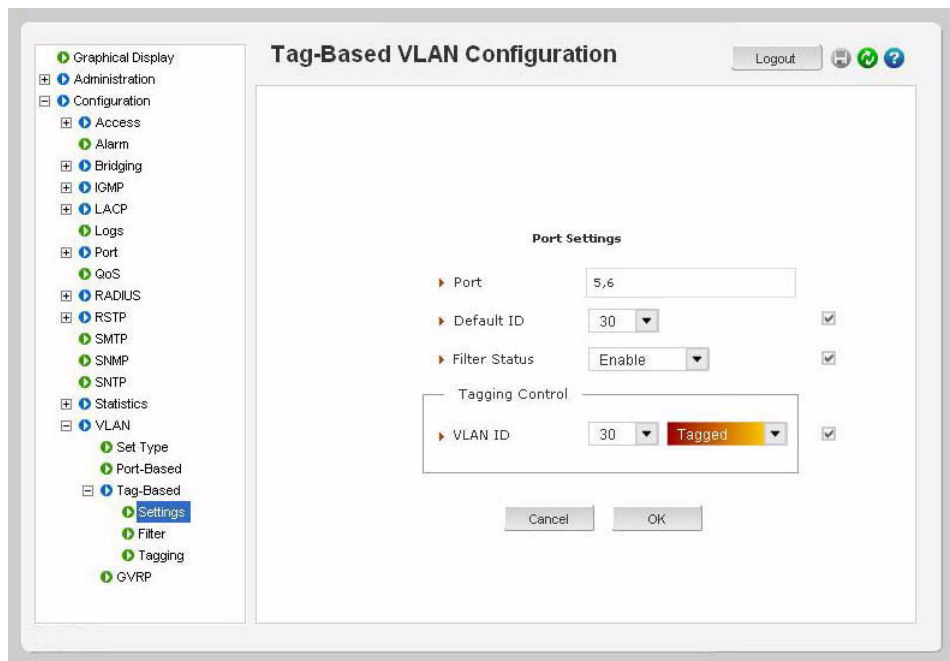 Tag-Based VLAN Configuration
Logout
Graphical Display
Administration
Configuration
Access
Alarm
Bridging
IGMP
LACP
Logs
Port
QoS
RADIUS
RSTP
SMTP
SNMP
SNTP
Statistics
VLAN
Set Type
Port-Based
Tag-Based
Settings
Filter
Tagging
GVRP
Port Settings
Port 5,6
Default ID 30
Filter Status Enable
Tagging Control
VLAN ID 30 Tagged
Cancel OK